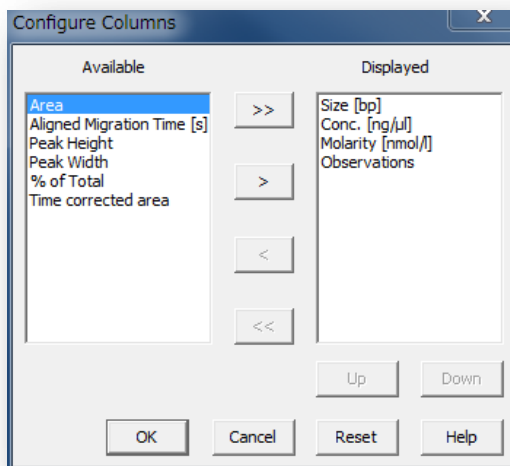 Configure Columns
X
Available
Displayed
Area
Aligned Migration Time [s]
Peak Height
Peak Width
% of Total
Time corrected area
>>
>
<
<<
Size [bp]
Conc. [ng/µl]
Molarity [nmol/l]
Observations
Up
Down
OK
Cancel
Reset
Help